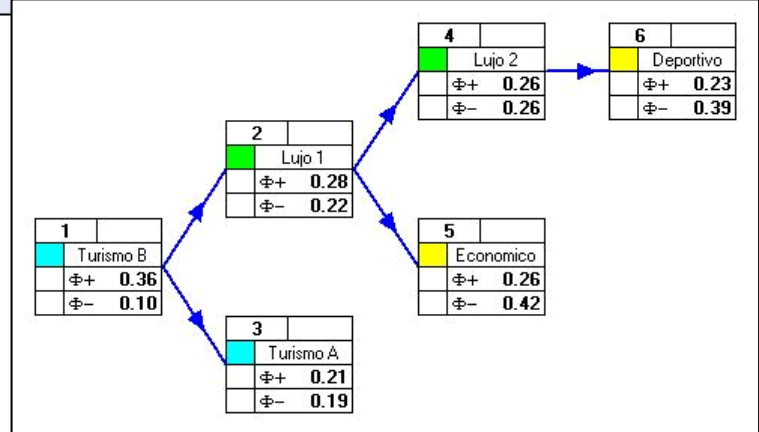 4
Lujo 2
Φ+ 0.26
Φ− 0.26
6
Deportivo
Φ+ 0.23
Φ− 0.39
2
Lujo 1
Φ+ 0.28
Φ− 0.22
1
Turismo B
Φ+ 0.36
Φ− 0.10
5
Economico
Φ+ 0.26
Φ− 0.42
3
Turismo A
Φ+ 0.21
Φ− 0.19